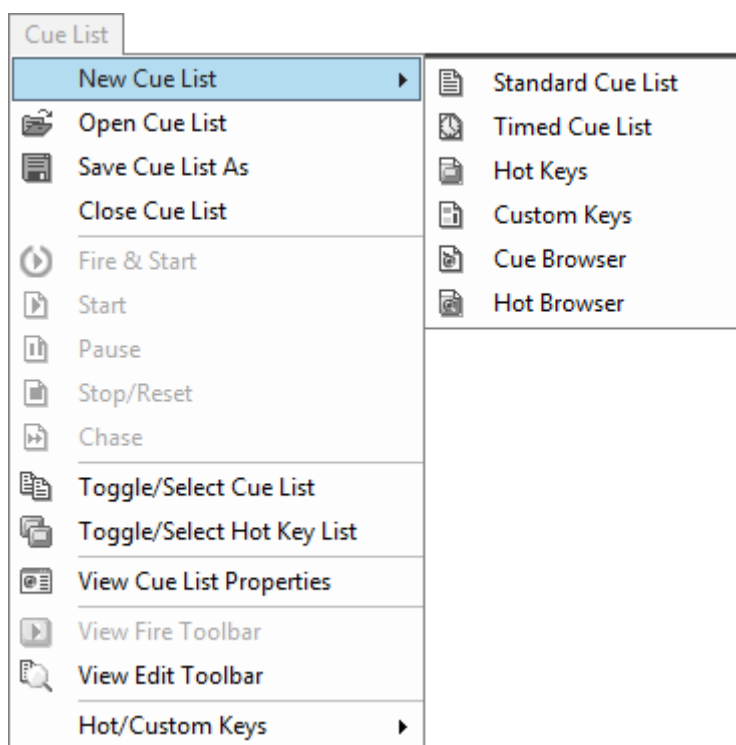 Cue List
New Cue List
Open Cue List
Save Cue List As
Close Cue List
Fire & Start
Start
Pause
Stop/Reset
Chase
Toggle/Select Cue List
Toggle/Select Hot Key List
View Cue List Properties
View Fire Toolbar
View Edit Toolbar
Hot/Custom Keys
Standard Cue List
Timed Cue List
Hot Keys
Custom Keys
Cue Browser
Hot Browser